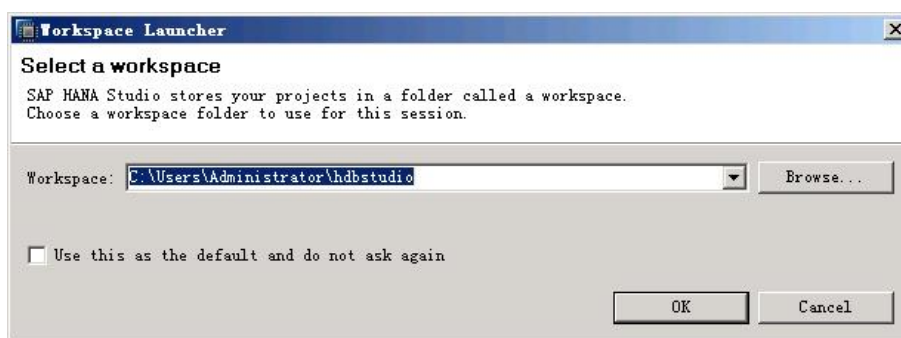 Workspace Launcher
Select a workspace
SAP HANA Studio stores your projects in a folder called a workspace.
Choose a workspace folder to use for this session.
Workspace: C:\Users\Administrator\hdbstudio Browse...
Use this as the default and do not ask again
OK Cancel